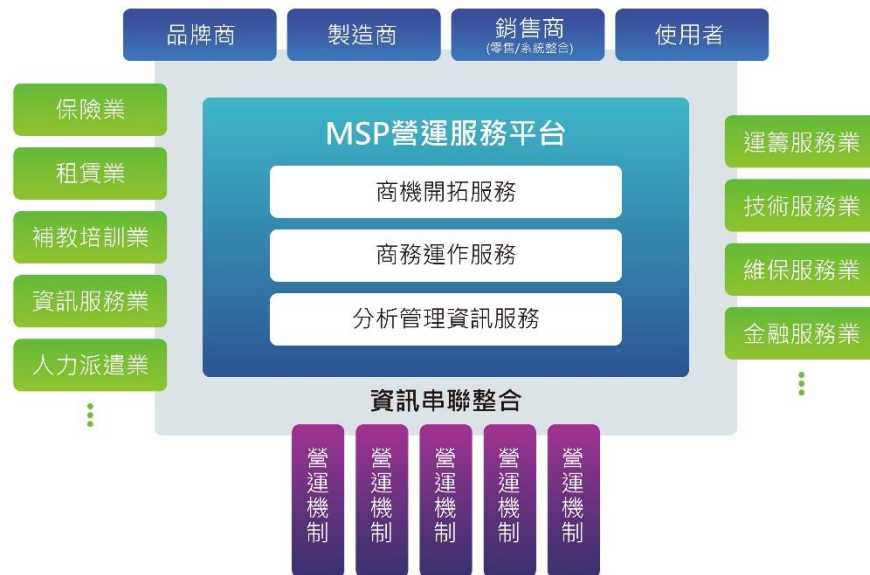 品牌商
製造商
銷售商
(零售/系統整合)
使用者
保險業
租賃業
補教培訓業
資訊服務業
人力派遣業
MSP營運服務平台
商機開拓服務
商務運作服務
分析管理資訊服務
資訊串聯整合
運籌服務業
技術服務業
維保服務業
金融服務業
營運機制
營運機制
營運機制
營運機制
營運機制